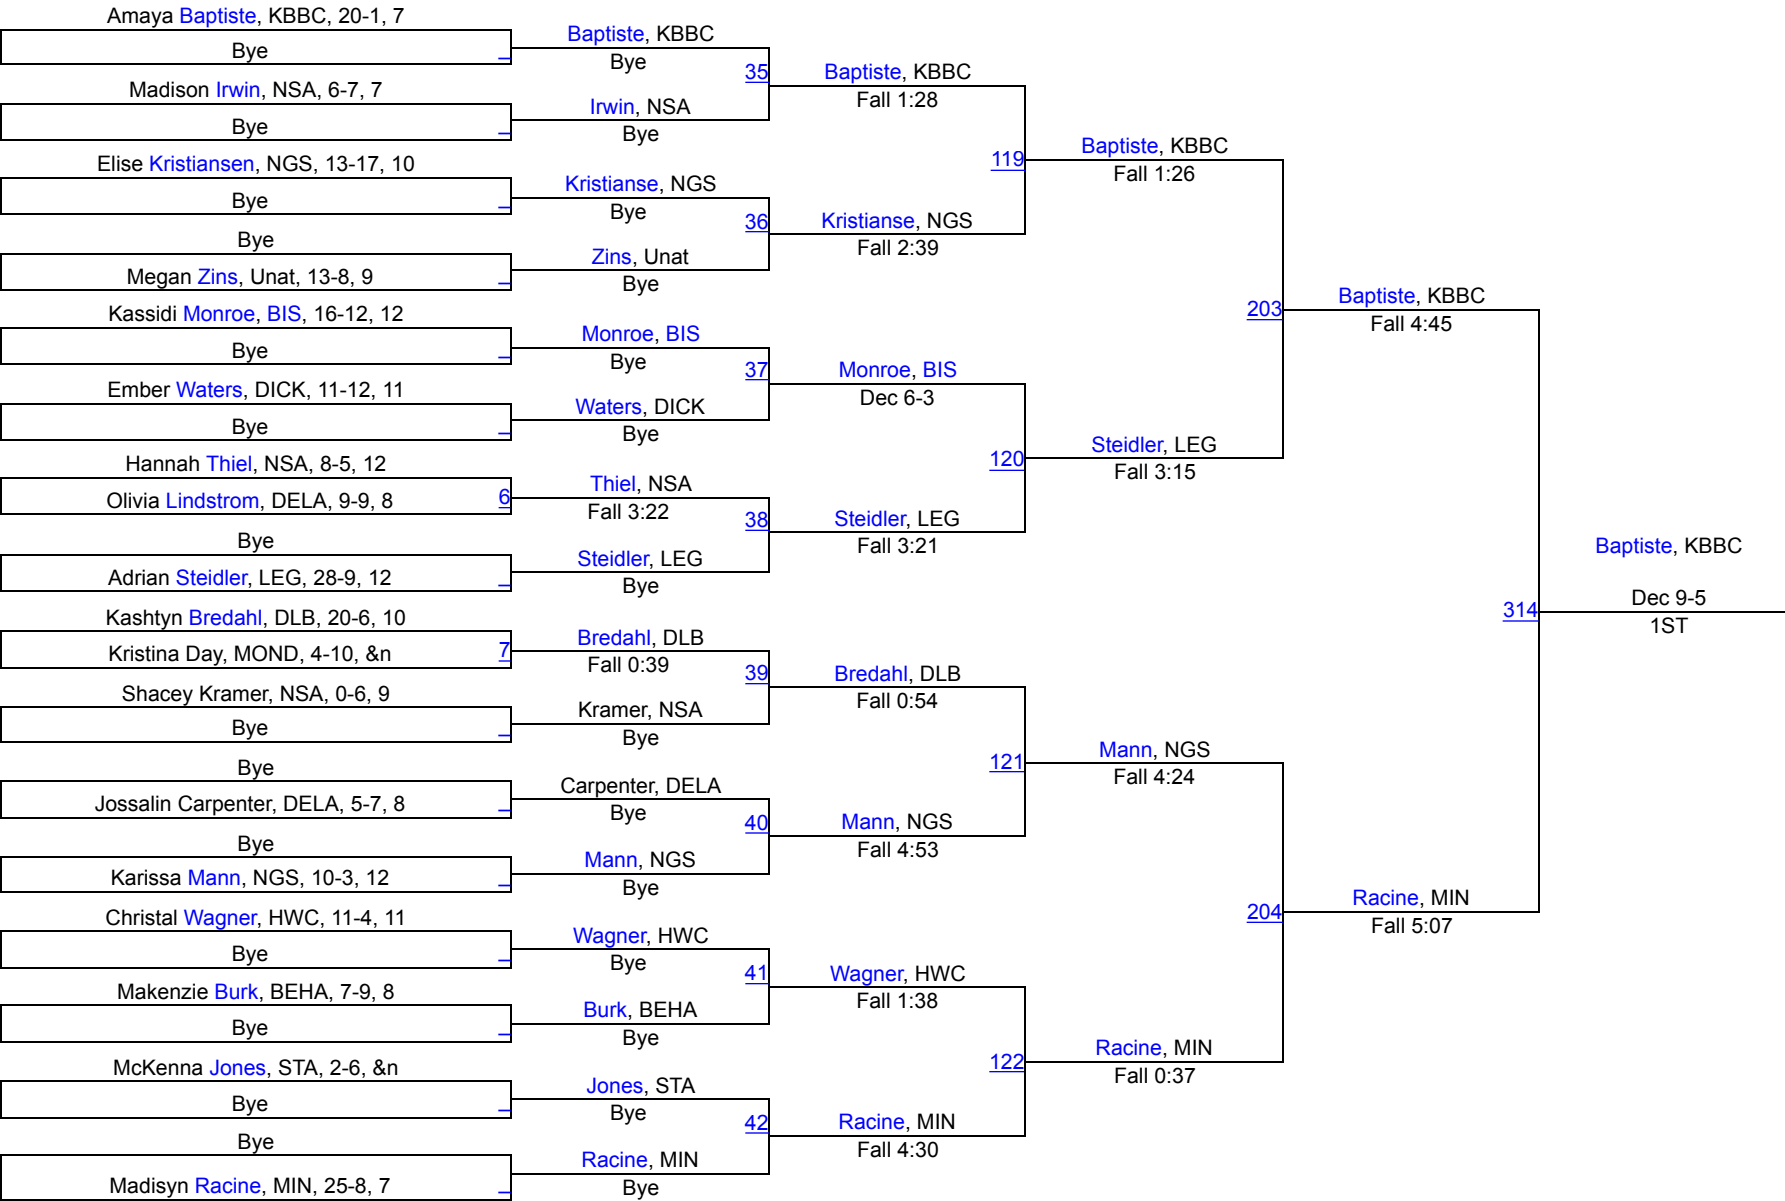 Amaya Baptiste, KBBC, 20-1, 7
Bye
Madison Irwin, NSA, 6-7, 7
Bye
Elise Kristiansen, NGS, 13-17, 10
Bye
Bye
Megan Zins, Unat, 13-8, 9
Kassidi Monroe, BIS, 16-12, 12
Bye
Ember Waters, DICK, 11-12, 11
Bye
Hannah Thiel, NSA, 8-5, 12
Olivia Lindstrom, DELA, 9-9, 8
6
Bye
Adrian Steidler, LEG, 28-9, 12
Kashtyn Bredahl, DLB, 20-6, 10
Kristina Day, MOND, 4-10, &n
7
Shacey Kramer, NSA, 0-6, 9
Bye
Bye
Jossalin Carpenter, DELA, 5-7, 8
Bye
Karissa Mann, NGS, 10-3, 12
Christal Wagner, HWC, 11-4, 11
Bye
Makenzie Burk, BEHA, 7-9, 8
Bye
McKenna Jones, STA, 2-6, &n
Bye
Bye
Madisyn Racine, MIN, 25-8, 7
Baptiste, KBBC
Bye
35
Irwin, NSA
Bye
Kristianse, NGS
Bye
36
Zins, Unat
Bye
Monroe, BIS
Bye
37
Waters, DICK
Bye
Thiel, NSA
Fall 3:22
38
Steidler, LEG
Bye
Bredahl, DLB
Fall 0:39
39
Kramer, NSA
Bye
Carpenter, DELA
Bye
40
Mann, NGS
Bye
Wagner, HWC
Bye
41
Burk, BEHA
Bye
Jones, STA
Bye
42
Racine, MIN
Bye
Baptiste, KBBC
Fall 1:28
119
Kristianse, NGS
Fall 2:39
Monroe, BIS
Dec 6-3
120
Steidler, LEG
Fall 3:21
Bredahl, DLB
Fall 0:54
121
Mann, NGS
Fall 4:53
Wagner, HWC
Fall 1:38
122
Racine, MIN
Fall 4:30
Baptiste, KBBC
Fall 1:26
203
Steidler, LEG
Fall 3:15
Mann, NGS
Fall 4:24
204
Racine, MIN
Fall 0:37
Baptiste, KBBC
Fall 4:45
314
Racine, MIN
Fall 5:07
Baptiste, KBBC
Dec 9-5
1ST